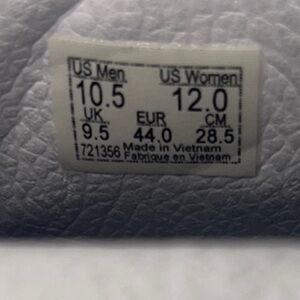 US Men US Women
10.5 12.0
UK EUR CM
9.5 44.0 28.5
721356 Made in Vietnam
Fabrique en Vietnam